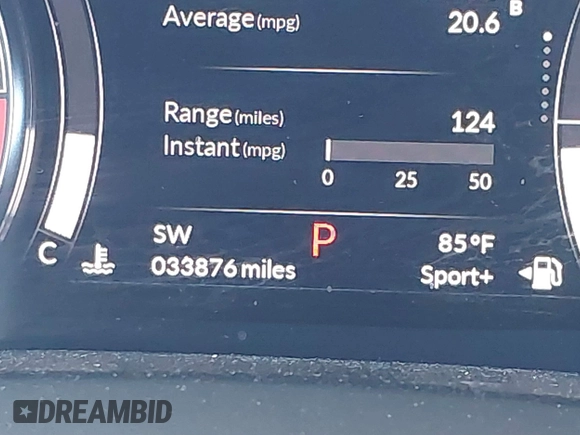 Average (mpg) 20.6 B
Range (miles) 124
Instant (mpg)
0 25 50
SW P 85°F
033876 miles Sport+
C
DREAMBID